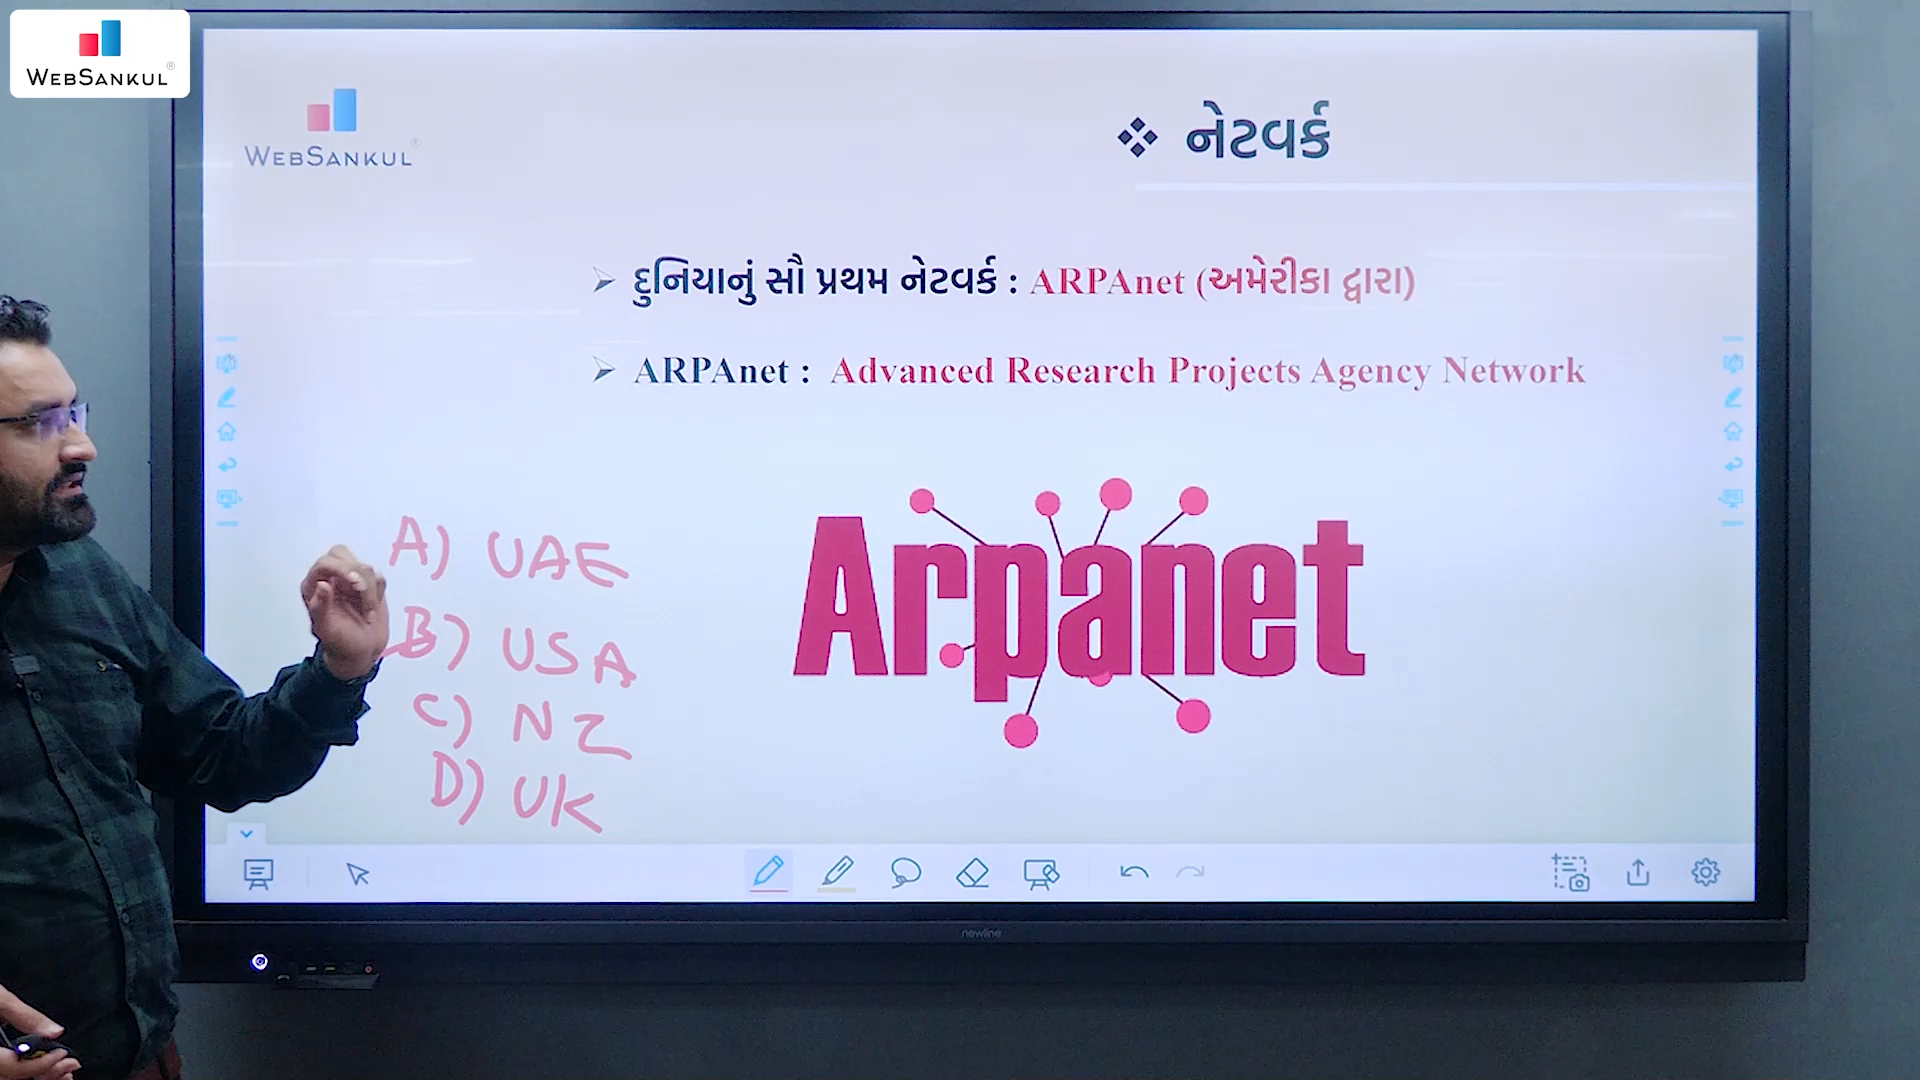 WEBSANKUL®
WEBSANKUL®
❖ નેટવર્ક
➢ દુનિયાનું સૌ પ્રથમ નેટવર્ક : ARPAnet (અમેરીકા દ્વારા)
➢ ARPAnet : Advanced Research Projects Agency Network
Arpanet
A) UAE
B) USA
C) NZ
D) UK
newline